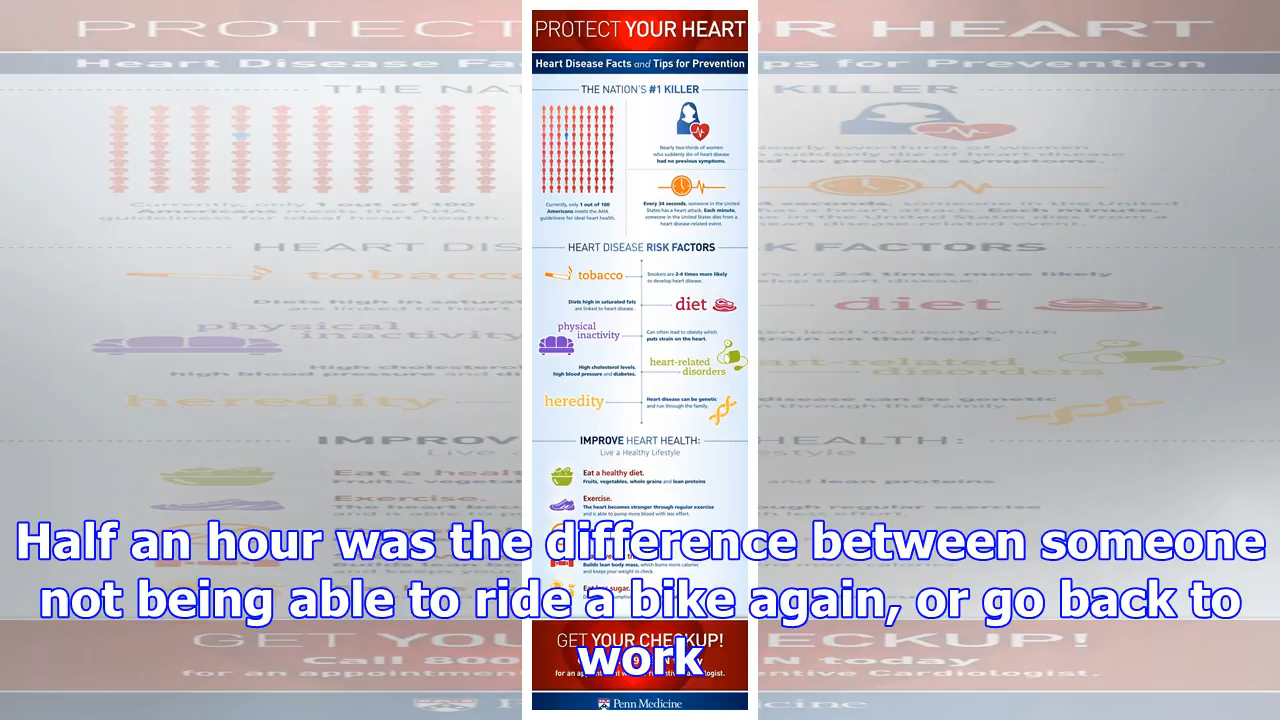 PROTECT YOUR HEART
Heart Disease Facts and Tips for Prevention
THE NATION'S #1 KILLER
Nearly two-thirds of women
who suddenly die of heart disease
had no previous symptoms.
Currently, only 1 out of 100
Americans meets the AHA
guidelines for ideal heart health.
Every 34 seconds, someone in the United
States has a heart attack. Each minute,
someone in the United States dies from a
heart disease-related event.
HEART DISEASE RISK FACTORS
tobacco
Smokers are 2-4 times more likely
to develop heart disease.
Diets high in saturated fats
are linked to heart disease.
diet
physical
inactivity
Can often lead to obesity which
puts strain on the heart.
heart-related
disorders
High cholesterol levels,
high blood pressure and diabetes.
heredity
Heart disease can be genetic
and run through the family.
IMPROVE HEART HEALTH:
Live a Healthy Lifestyle
Eat a healthy diet.
Fruits, vegetables, whole grains and lean proteins
Exercise.
The heart becomes stronger through regular exercise
and is able to pump more blood with less effort.
Half an hour was the difference between someone
Builds lean body mass, which burns more calories
and keeps your weight in check.
not being able to ride a bike again, or go back to
GET YOUR CHECKUP!
work
for an
Penn Medicine